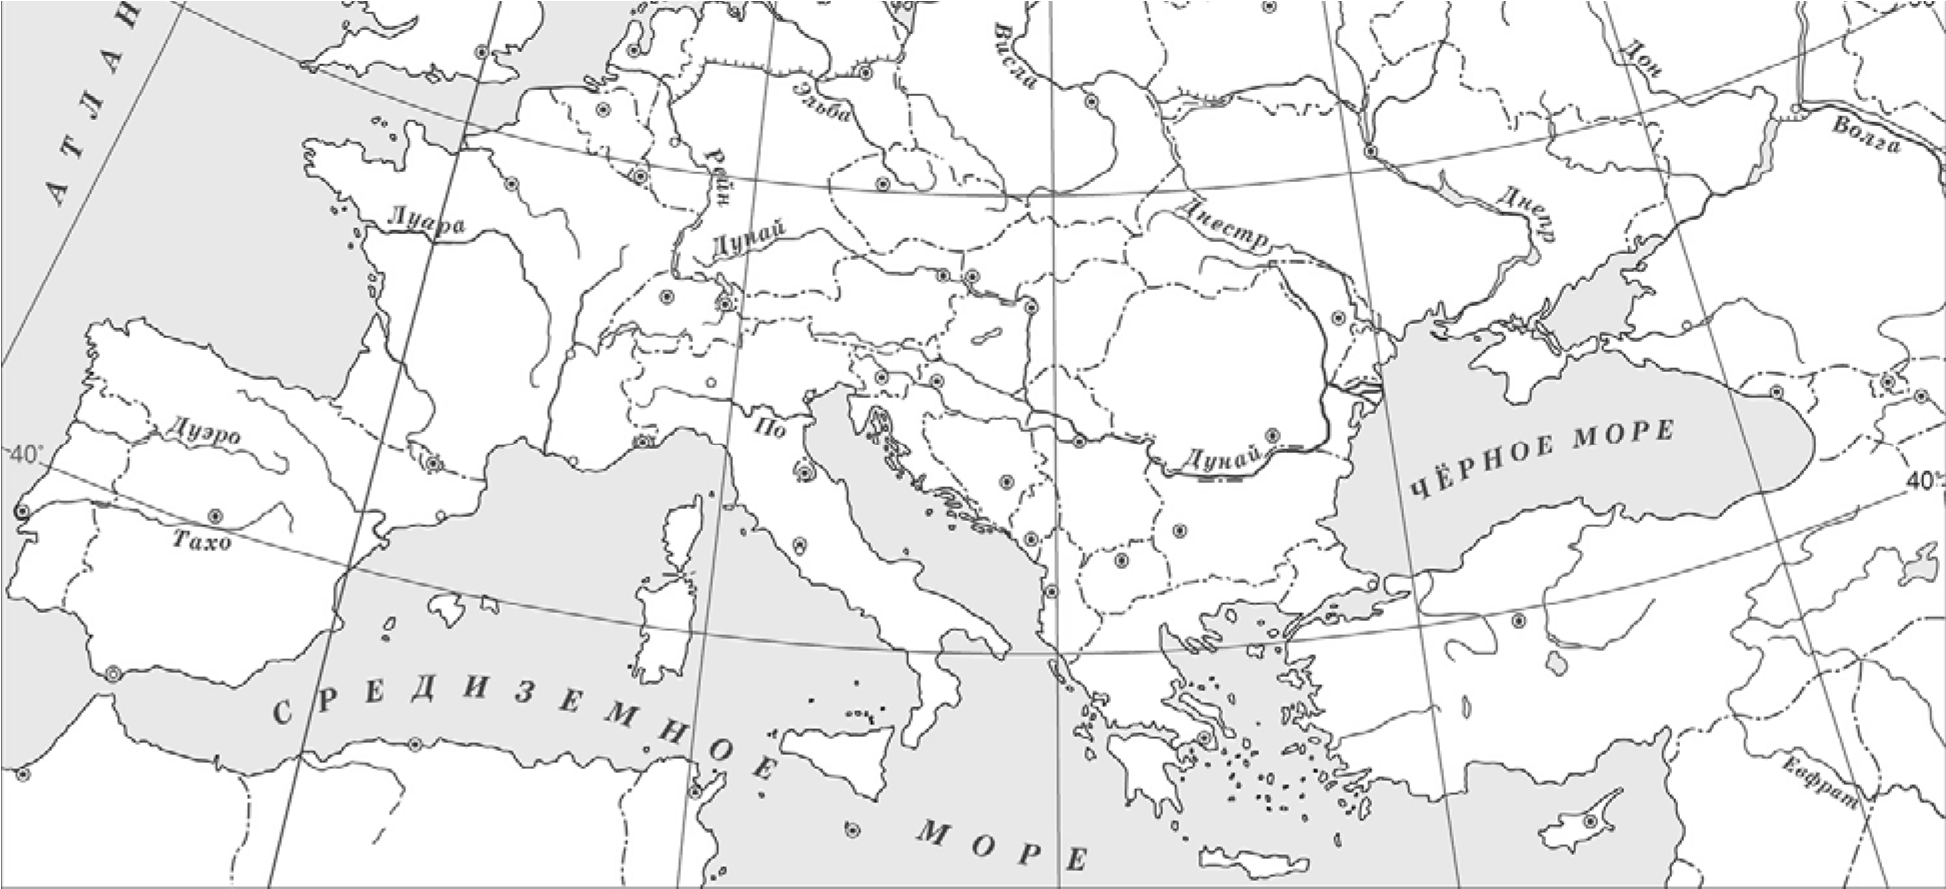 АТЛАН
Висла
Дон
Эльба
Волга
Рейн
Луара
Дунай
Днестр
Днепр
Дуэро
По
40°
Дунай
ЧЁРНОЕ МОРЕ
40°
Тахо
СРЕДИЗЕМНОЕ
МОРЕ
Евфрат